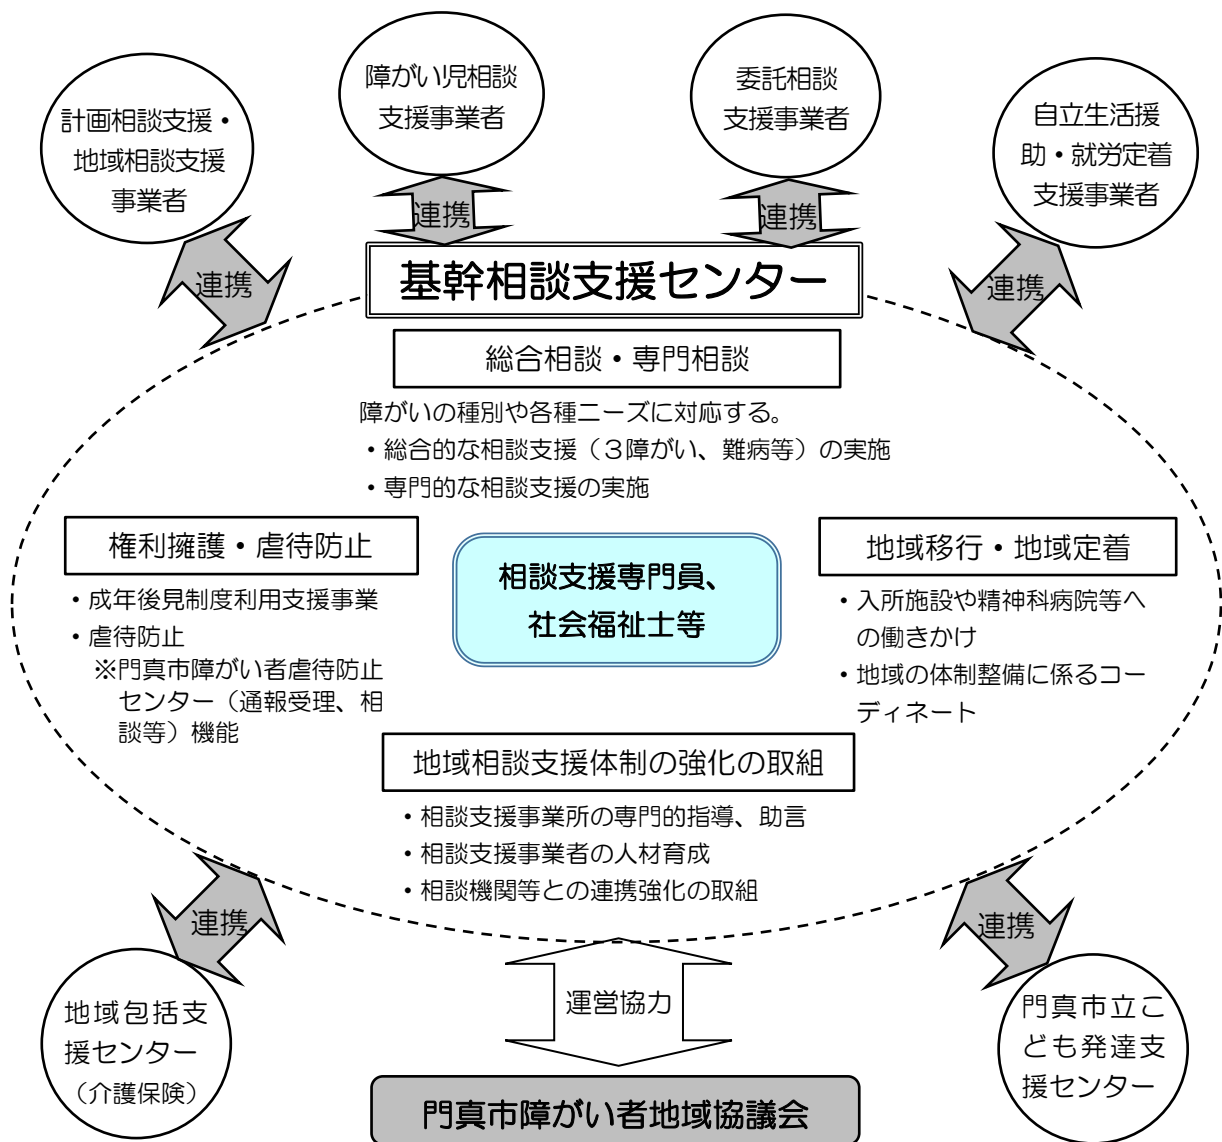 障がい児相談
支援事業者
委託相談
支援事業者
計画相談支援・
地域相談支援
事業者
自立生活援
助・就労定着
支援事業者
連携
連携
連携
連携
基幹相談支援センター
総合相談・専門相談
障がいの種別や各種ニーズに対応する。
・総合的な相談支援（３障がい、難病等）の実施
・専門的な相談支援の実施
権利擁護・虐待防止
・成年後見制度利用支援事業
・虐待防止
※門真市障がい者虐待防止
センター（通報受理、相
談等）機能
相談支援専門員、
社会福祉士等
地域移行・地域定着
・入所施設や精神科病院等へ
の働きかけ
・地域の体制整備に係るコー
ディネート
地域相談支援体制の強化の取組
・相談支援事業所の専門的指導、助言
・相談支援事業者の人材育成
・相談機関等との連携強化の取組
連携
連携
運営協力
地域包括支
援センター
（介護保険）
門真市立こ
ども発達支
援センター
門真市障がい者地域協議会